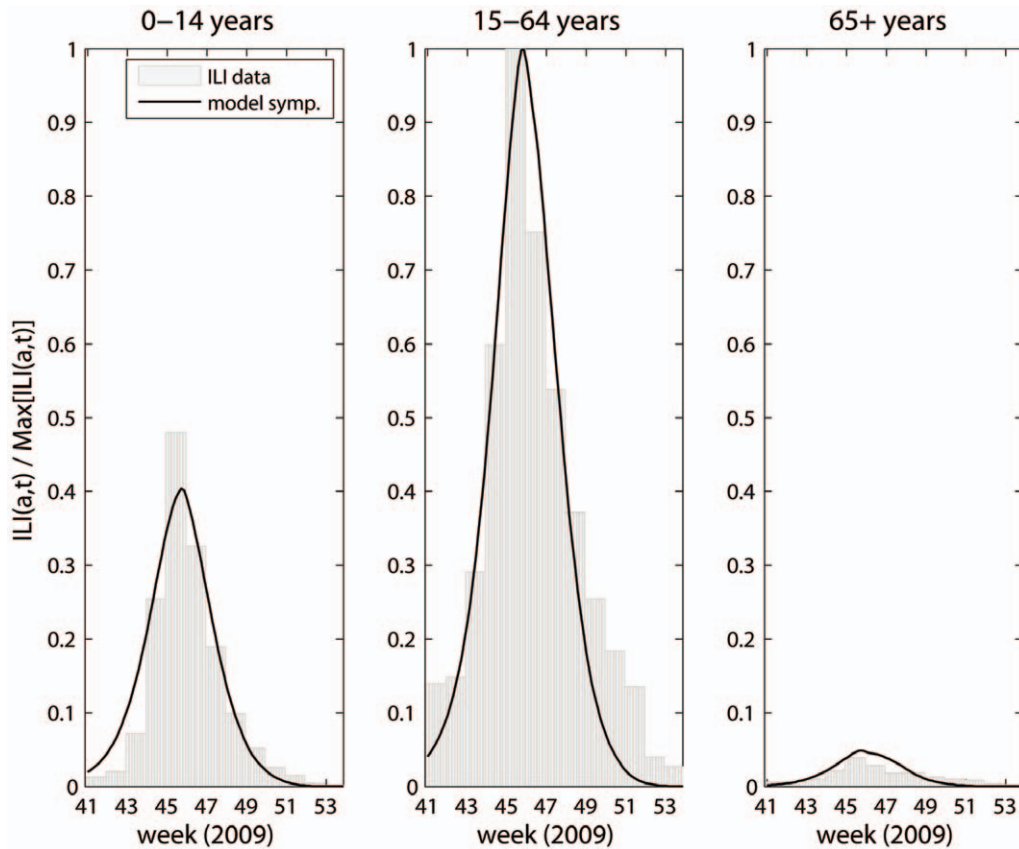 0−14 years
15−64 years
65+ years
ILI data
model symp.
ILI(a,t) / Max[ILI(a,t)]
1
0.9
0.8
0.7
0.6
0.5
0.4
0.3
0.2
0.1
0
41 43 45 47 49 51 53
week (2009)
1
0.9
0.8
0.7
0.6
0.5
0.4
0.3
0.2
0.1
0
41 43 45 47 49 51 53
week (2009)
1
0.9
0.8
0.7
0.6
0.5
0.4
0.3
0.2
0.1
0
41 43 45 47 49 51 53
week (2009)